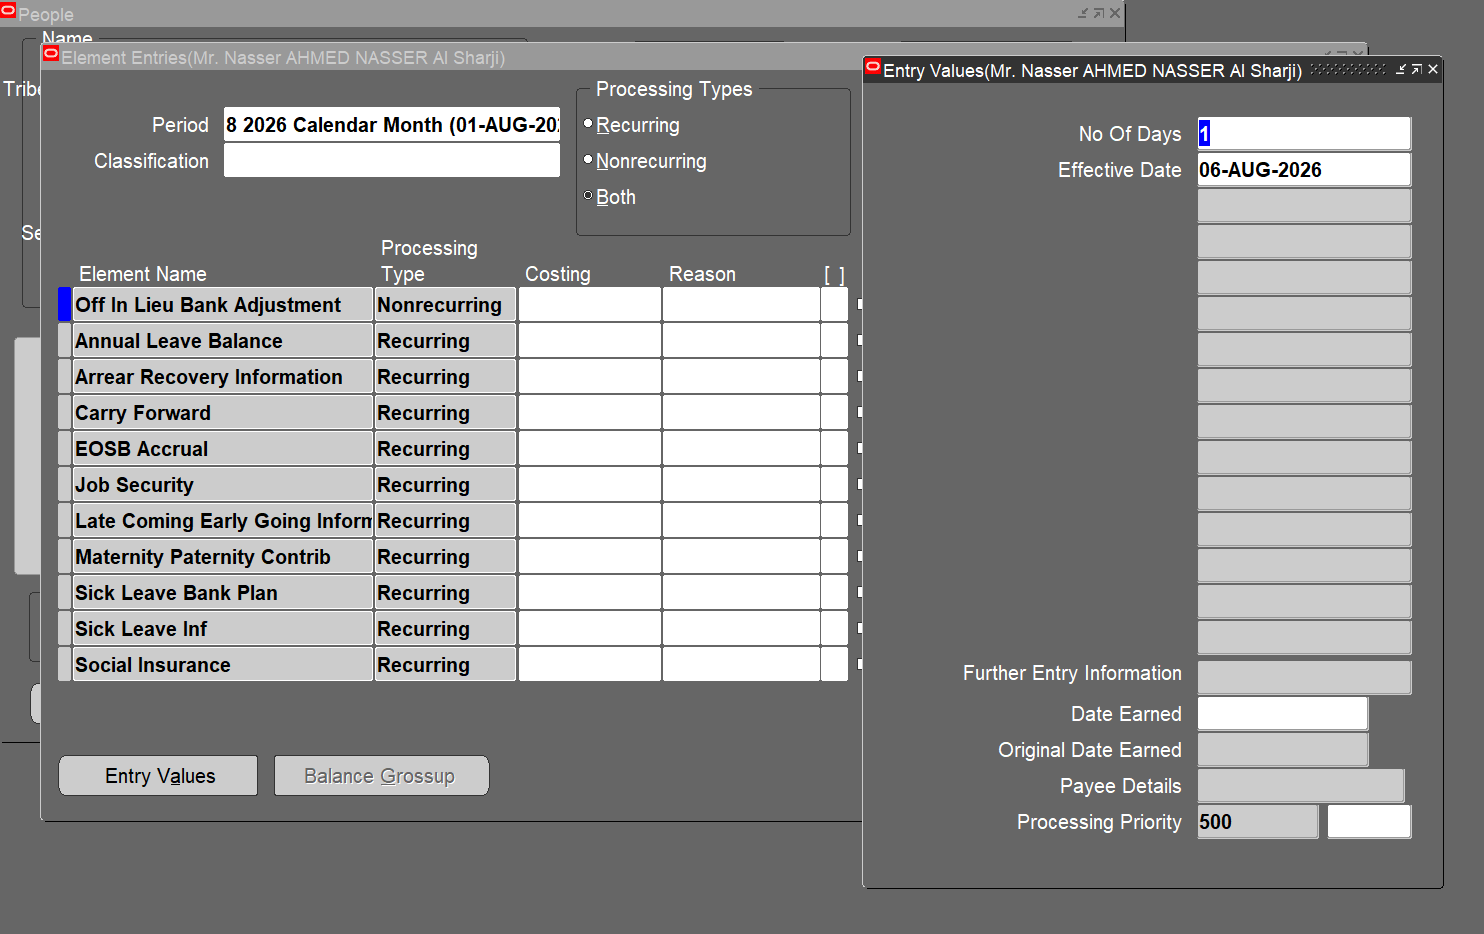 People
Name
Tribe
Se
Element Entries(Mr. Nasser AHMED NASSER Al Sharji)
Period
8 2026 Calendar Month (01-AUG-202
Classification
Processing Types
Recurring
Nonrecurring
Both
Element Name
Processing
Type
Costing
Reason
[ ]
Off In Lieu Bank Adjustment Nonrecurring
Annual Leave Balance Recurring
Arrear Recovery Information Recurring
Carry Forward Recurring
EOSB Accrual Recurring
Job Security Recurring
Late Coming Early Going Inform Recurring
Maternity Paternity Contrib Recurring
Sick Leave Bank Plan Recurring
Sick Leave Inf Recurring
Social Insurance Recurring
Entry Values
Balance Grossup
Entry Values(Mr. Nasser AHMED NASSER Al Sharji)
No Of Days 1
Effective Date 06-AUG-2026
Further Entry Information
Date Earned
Original Date Earned
Payee Details
Processing Priority 500